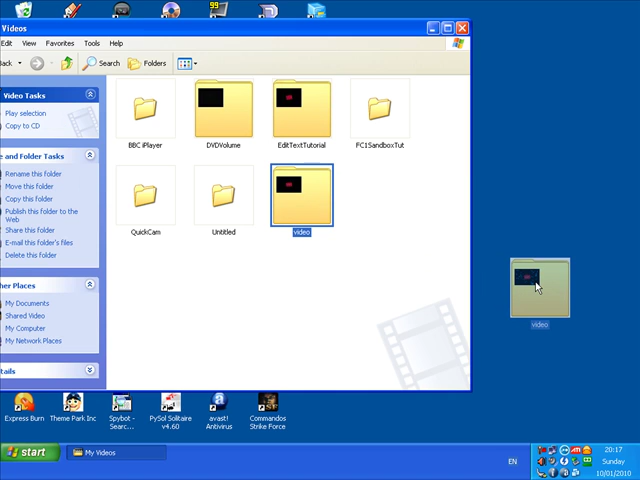 99
Videos
Edit View Favorites Tools Help
Back Search Folders
Video Tasks
Play selection
Copy to CD
e and Folder Tasks
Rename this folder
Move this folder
Copy this folder
Publish this folder to the
Web
Share this folder
E-mail this folder's files
Delete this folder
her Places
My Documents
Shared Video
My Computer
My Network Places
etails
BBC iPlayer DVDVolume EditTextTutorial FC1SandboxTut
QuickCam Untitled video
video
Express Burn Theme Park Inc Spybot - Search... PySol Solitaire v4.60 avast! Antivirus Commandos Strike Force
start My Videos EN
20:17
Sunday
10/01/2010